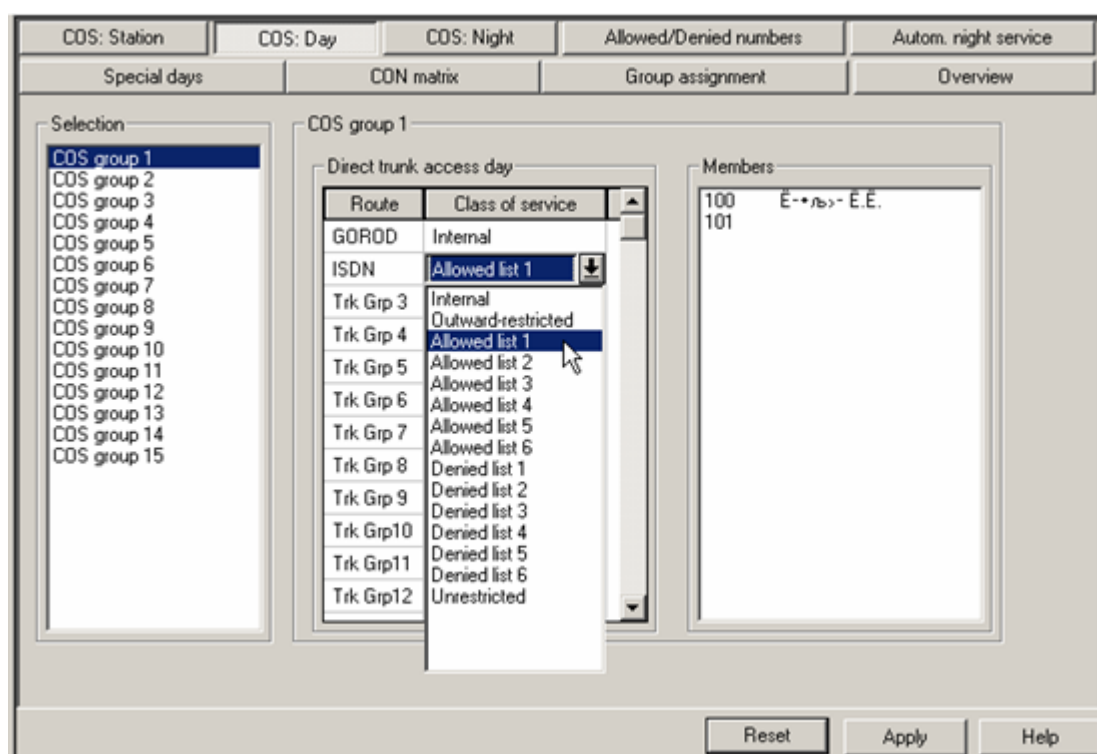 COS: Station COS: Day COS: Night Allowed/Denied numbers Autom. night service
Special days CON matrix Group assignment Overview
Selection
COS group 1
COS group 2
COS group 3
COS group 4
COS group 5
COS group 6
COS group 7
COS group 8
COS group 9
COS group 10
COS group 11
COS group 12
COS group 13
COS group 14
COS group 15
COS group 1
Direct trunk access day
Route Class of service
GOROD Internal
ISDN Allowed list 1
Trk Grp 3
Trk Grp 4
Trk Grp 5
Trk Grp 6
Trk Grp 7
Trk Grp 8
Trk Grp 9
Trk Grp10
Trk Grp11
Trk Grp12
Internal
Outward-restricted
Allowed list 1
Allowed list 2
Allowed list 3
Allowed list 4
Allowed list 5
Allowed list 6
Denied list 1
Denied list 2
Denied list 3
Denied list 4
Denied list 5
Denied list 6
Unrestricted
Members
100
101
Reset Apply Help